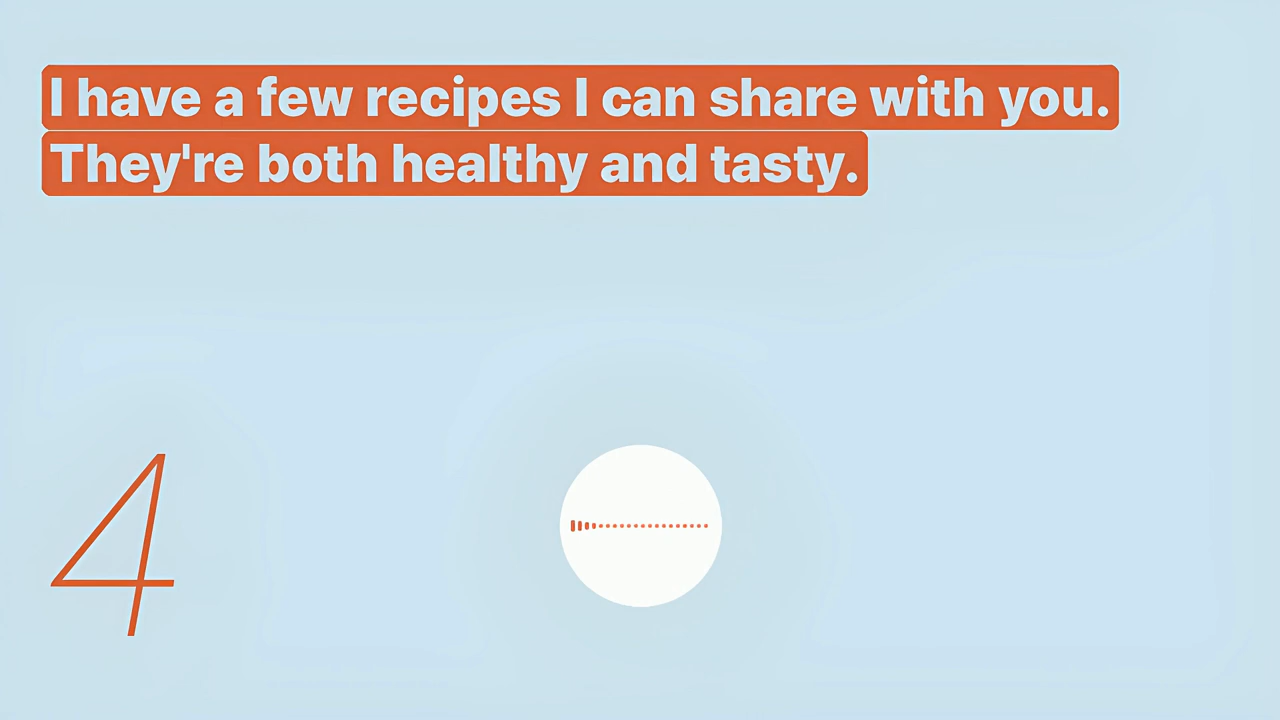 I have a few recipes I can share with you.
They're both healthy and tasty.
4